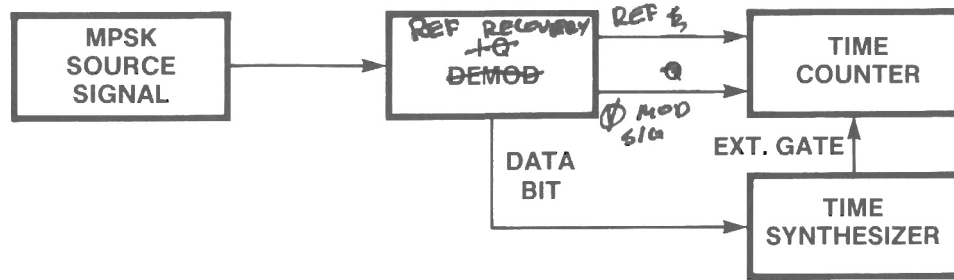 MPSK
SOURCE
SIGNAL
REF RECOVERY
DEMOD
REF
Q
Φ MOD
SIG
TIME
COUNTER
DATA
BIT
EXT. GATE
TIME
SYNTHESIZER